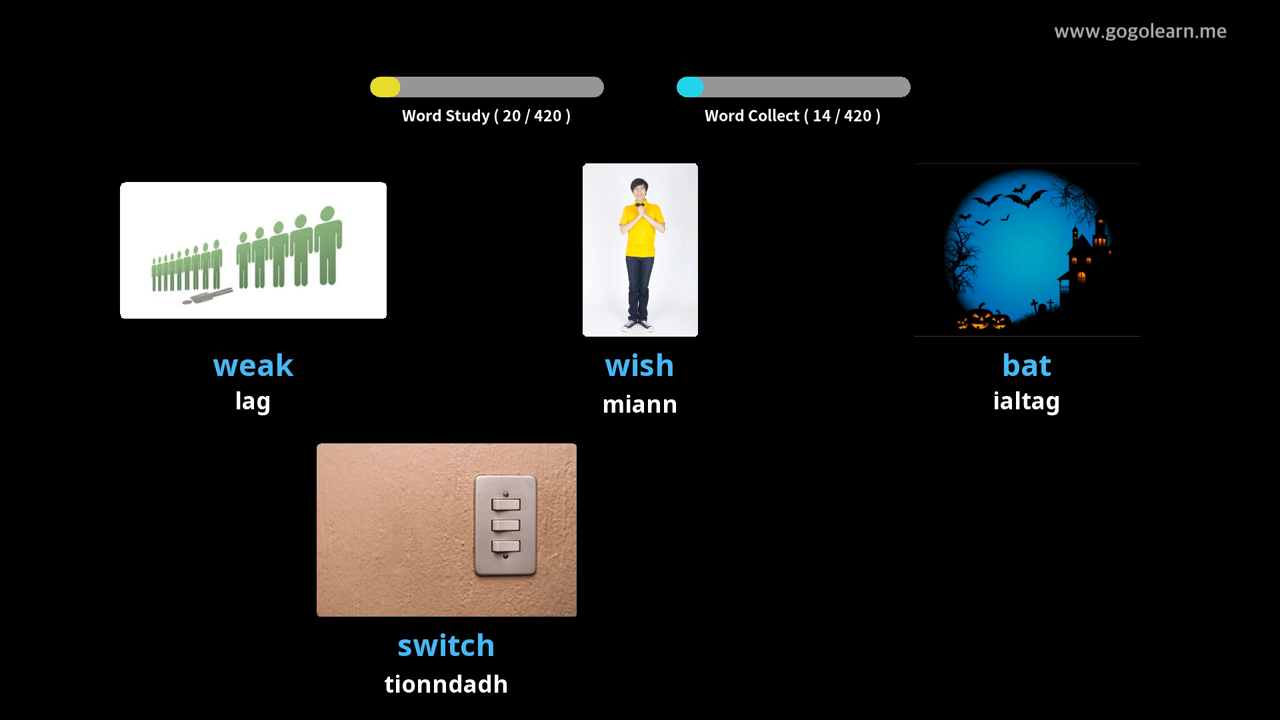 www.gogolearn.me
Word Study ( 20 / 420 )
Word Collect ( 14 / 420 )
weak
lag
wish
miann
bat
ialtag
switch
tionndadh